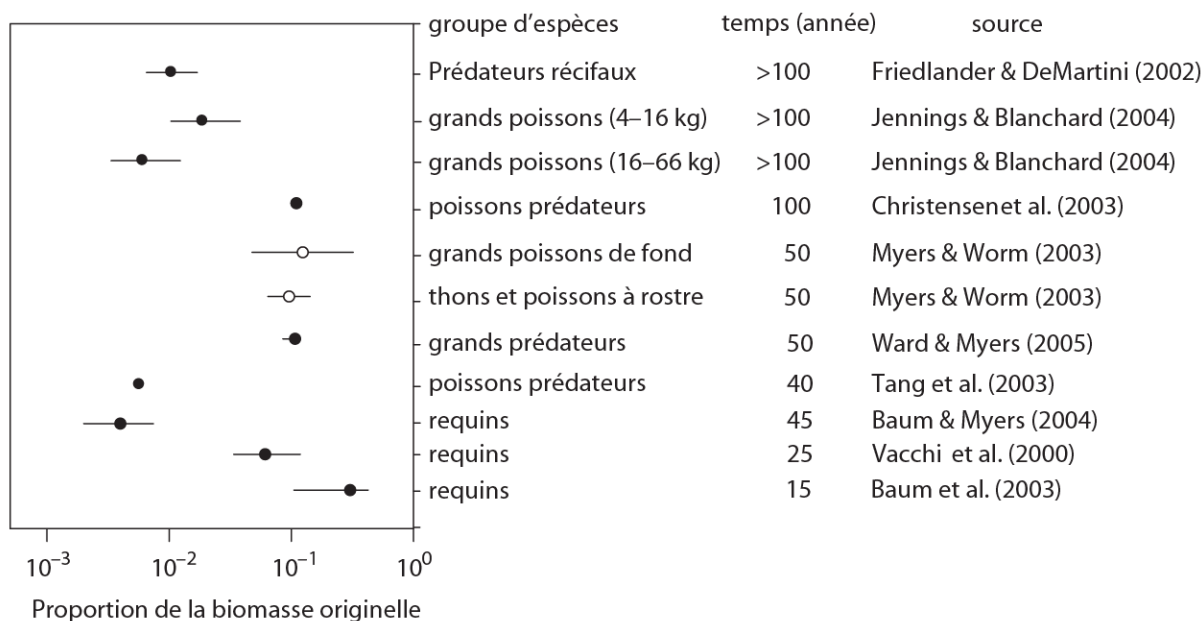 groupe d'espèces temps (année) source
Prédateurs récifaux >100 Friedlander & DeMartini (2002)
grands poissons (4–16 kg) >100 Jennings & Blanchard (2004)
grands poissons (16–66 kg) >100 Jennings & Blanchard (2004)
poissons prédateurs 100 Christensenet al. (2003)
grands poissons de fond 50 Myers & Worm (2003)
thons et poissons à rostre 50 Myers & Worm (2003)
grands prédateurs 50 Ward & Myers (2005)
poissons prédateurs 40 Tang et al. (2003)
requins 45 Baum & Myers (2004)
requins 25 Vacchi et al. (2000)
requins 15 Baum et al. (2003)
10⁻³ 10⁻² 10⁻¹ 10⁰
Proportion de la biomasse originelle